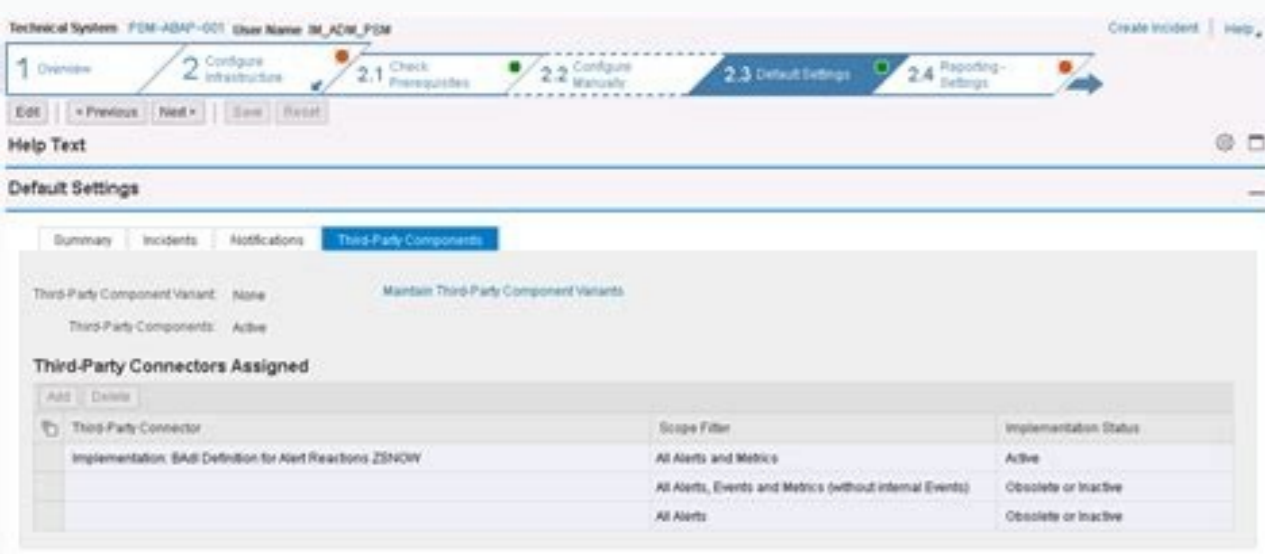 Technical System PSM-ABAP-001 User Name IM_ADM_PSM Create Incident Help
1 Overview 2 Configure Infrastructure 2.1 Check Prerequisites 2.2 Configure Manually 2.3 Default Settings 2.4 Reporting - Settings
Edit « Previous Next » Save Reset
Help Text
Default Settings
Summary Incidents Notifications Third-Party Components
Third-Party Component Variant: None Maintain Third-Party Component Variants
Third-Party Components: Active
Third-Party Connectors Assigned
Add Delete
Third-Party Connector Scope Filter Implementation Status
Implementation: BAdI Definition for Alert Reactions ZSNOW All Alerts and Metrics Active
All Alerts, Events and Metrics (without internal Events) Obsolete or Inactive
All Alerts Obsolete or Inactive